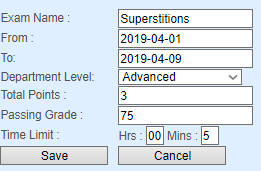 Exam Name : Superstitions
From : 2019-04-01
To: 2019-04-09
Department Level: Advanced
Total Points : 3
Passing Grade : 75
Time Limit : Hrs : 00 Mins : 5
Save Cancel